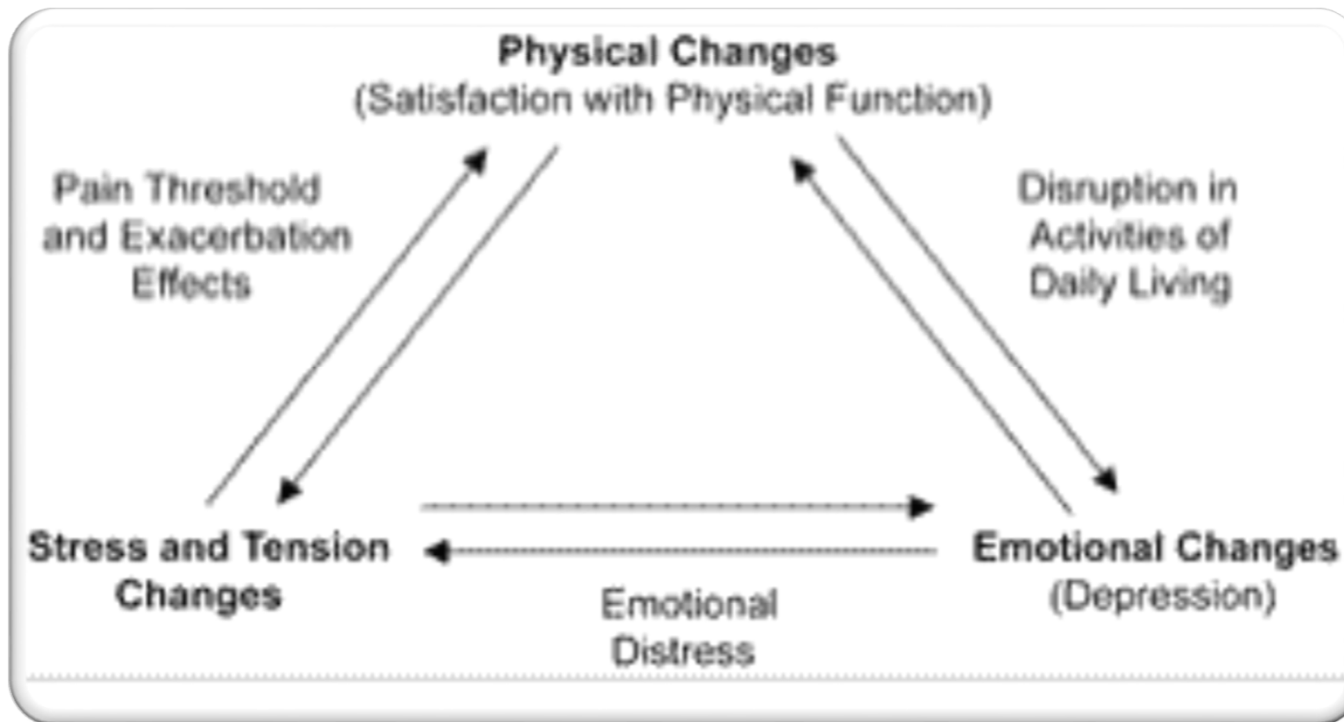 Physical Changes
(Satisfaction with Physical Function)
Pain Threshold
and Exacerbation
Effects
Disruption in
Activities of
Daily Living
Stress and Tension
Changes
Emotional Changes
(Depression)
Emotional
Distress